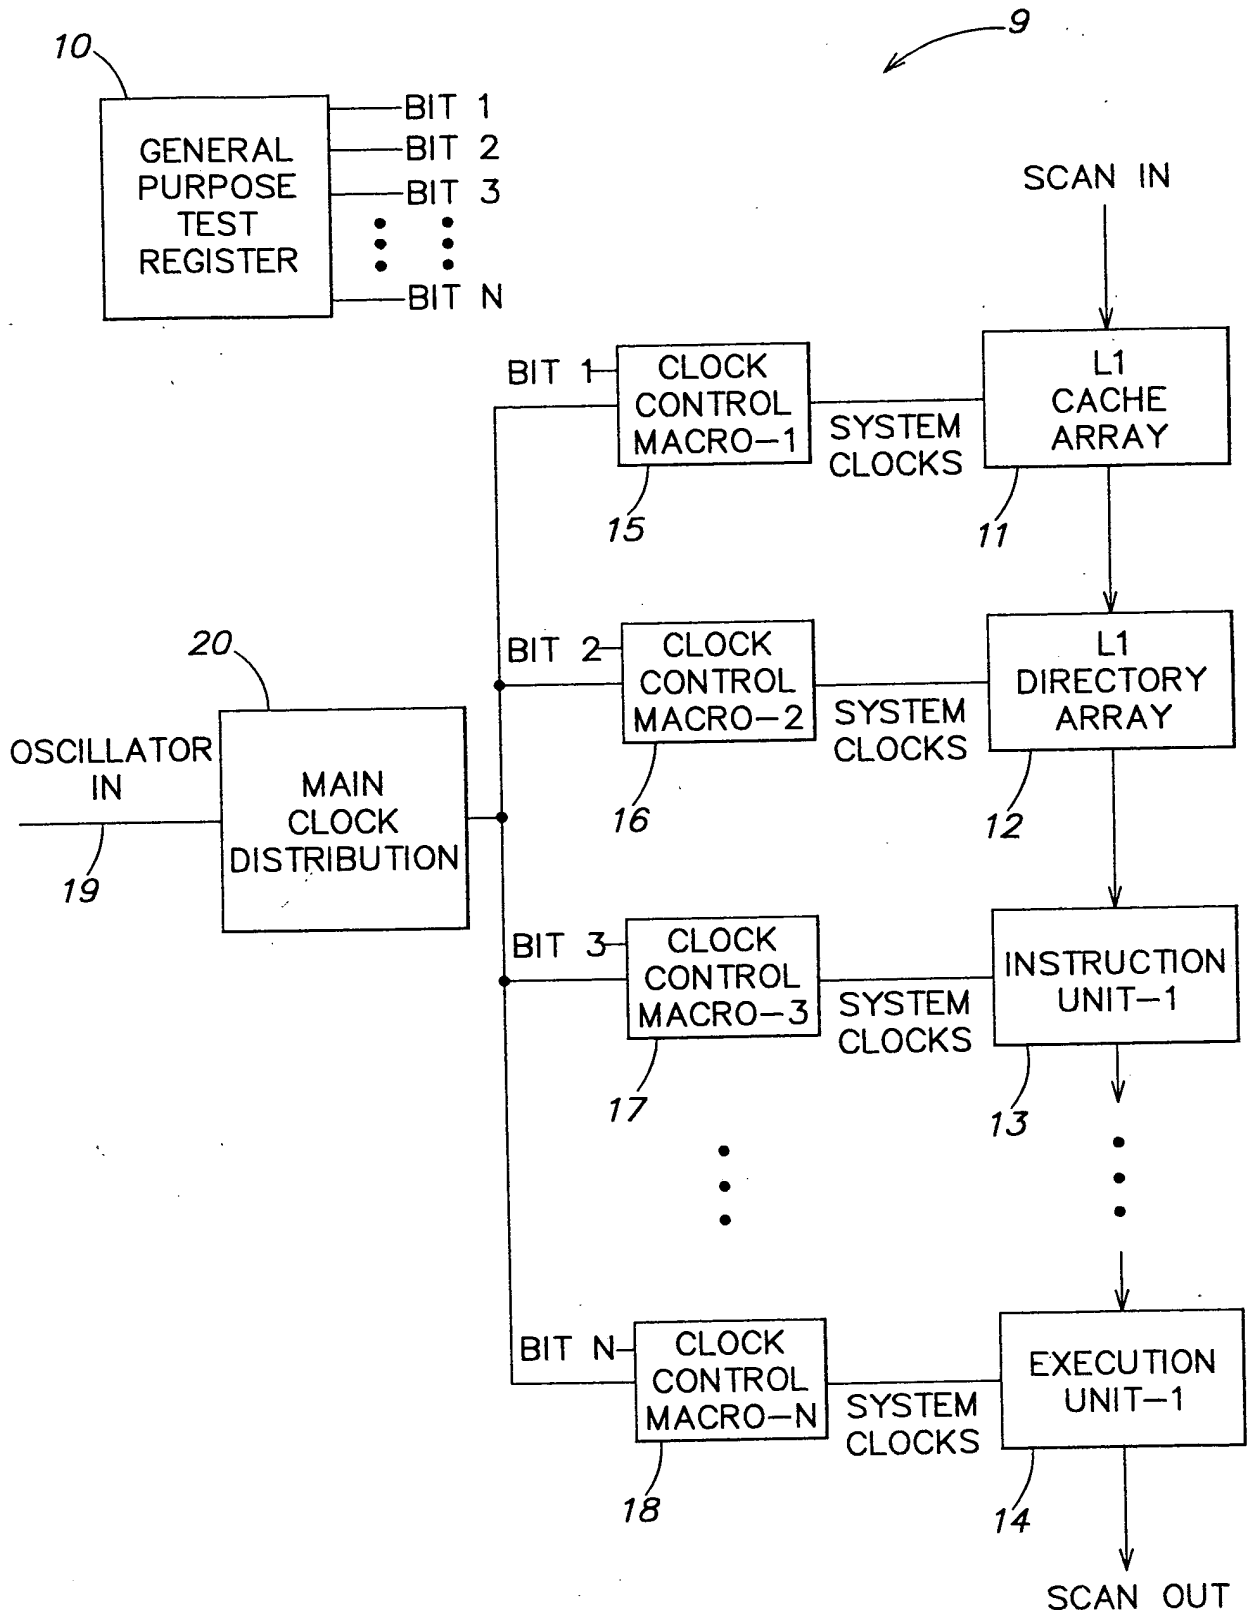 9
10
GENERAL
PURPOSE
TEST
REGISTER
BIT 1
BIT 2
BIT 3
BIT N
SCAN IN
BIT 1
CLOCK
CONTROL
MACRO-1
15
SYSTEM
CLOCKS
L1
CACHE
ARRAY
11
BIT 2
CLOCK
CONTROL
MACRO-2
16
SYSTEM
CLOCKS
L1
DIRECTORY
ARRAY
12
20
OSCILLATOR
IN
19
MAIN
CLOCK
DISTRIBUTION
BIT 3
CLOCK
CONTROL
MACRO-3
17
SYSTEM
CLOCKS
INSTRUCTION
UNIT-1
13
BIT N
CLOCK
CONTROL
MACRO-N
18
SYSTEM
CLOCKS
EXECUTION
UNIT-1
14
SCAN OUT